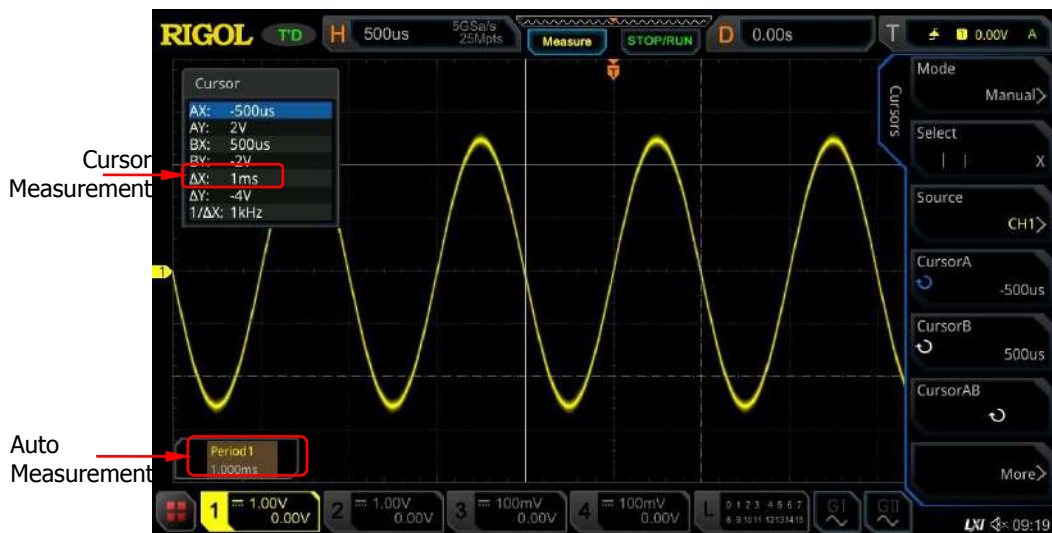 RIGOL T'D H 500us 5GSa/s 25Mpts Measure STOP/RUN D 0.00s T 1 0.00V A
T
Cursor
AX: -500us
AY: 2V
BX: 500us
BY: -2V
ΔX: 1ms
ΔY: -4V
1/ΔX: 1kHz
Cursor
Measurement
1
Auto
Measurement
Period1
1.000ms
Cursors
Mode
Manual
Select
X
Source
CH1
CursorA
-500us
CursorB
500us
CursorAB
More
1 1.00V 0.00V 2 1.00V 0.00V 3 100mV 0.00V 4 100mV 0.00V L 0 1 2 3 4 5 6 7 8 9 10 11 12 13 14 15 GI GII
LXI 09:19